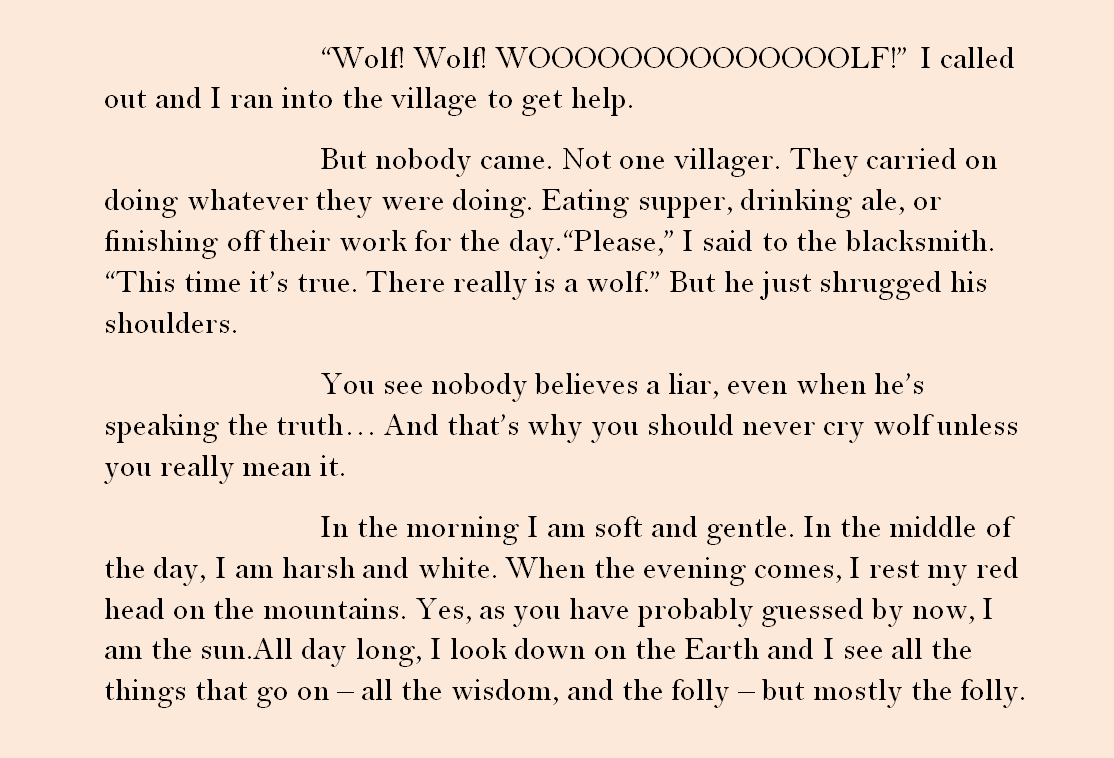 “Wolf! Wolf! WOOOOOOOOOOOOOOLF!” I called
out and I ran into the village to get help.
But nobody came. Not one villager. They carried on
doing whatever they were doing. Eating supper, drinking ale, or
finishing off their work for the day.“Please,” I said to the blacksmith.
“This time it’s true. There really is a wolf.” But he just shrugged his
shoulders.
You see nobody believes a liar, even when he’s
speaking the truth… And that’s why you should never cry wolf unless
you really mean it.
In the morning I am soft and gentle. In the middle of
the day, I am harsh and white. When the evening comes, I rest my red
head on the mountains. Yes, as you have probably guessed by now, I
am the sun.All day long, I look down on the Earth and I see all the
things that go on – all the wisdom, and the folly – but mostly the folly.